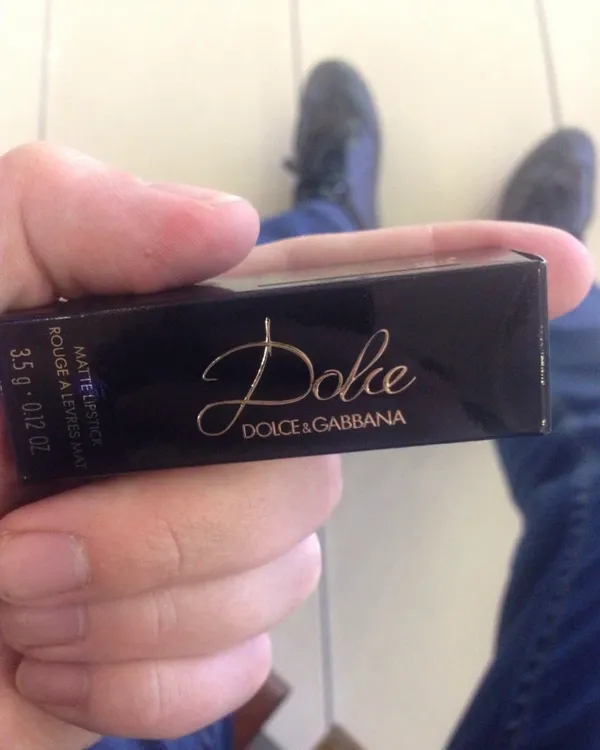 Dolce
DOLCE & GABBANA
MATTE LIPSTICK
ROUGE A LEVRES MAT
3.5 g · 0.12 OZ